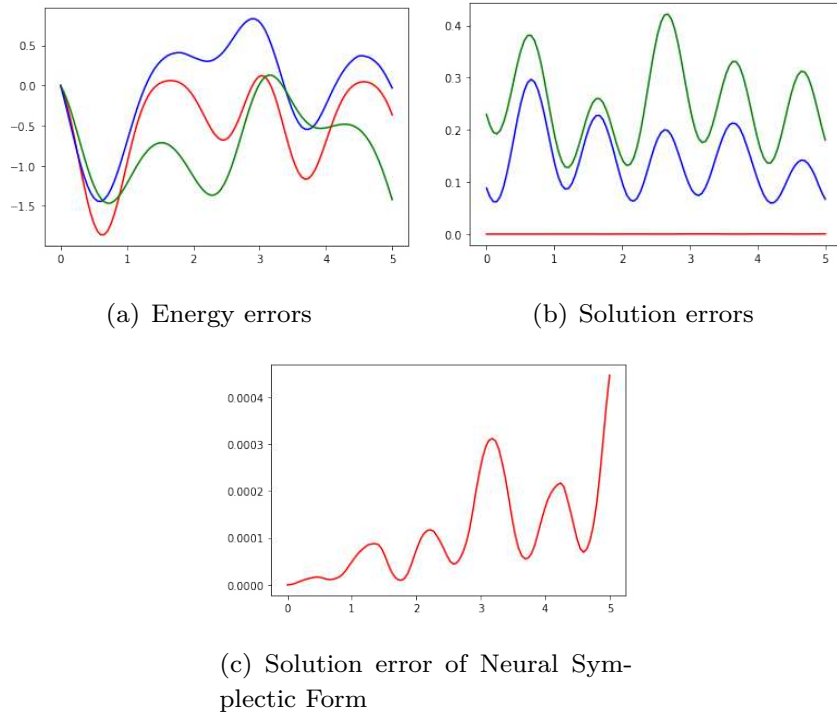 0.5
0.0
−0.5
−1.0
−1.5
0 1 2 3 4 5
0.4
0.3
0.2
0.1
0.0
0 1 2 3 4 5
(a) Energy errors
(b) Solution errors
0.0004
0.0003
0.0002
0.0001
0.0000
0 1 2 3 4 5
(c) Solution error of Neural Sym-
plectic Form